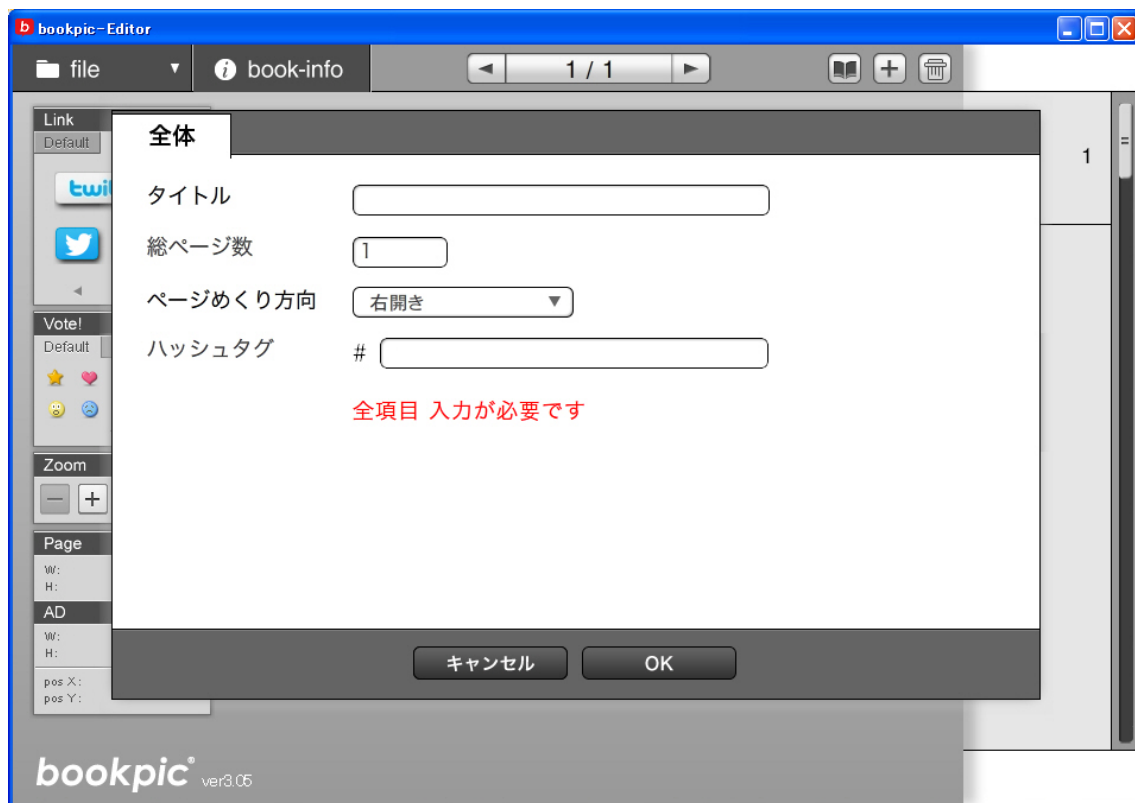 bookpic-Editor
file ▼ book-info ◄ 1 / 1 ►
Link
Default
1
全体
タイトル
総ページ数 1
ページめくり方向 右開き ▼
ハッシュタグ #
全項目 入力が必要です
Vote!
Default
Zoom
Page
W:
H:
AD
W:
H:
pos X:
pos Y:
キャンセル OK
bookpic® ver3.05